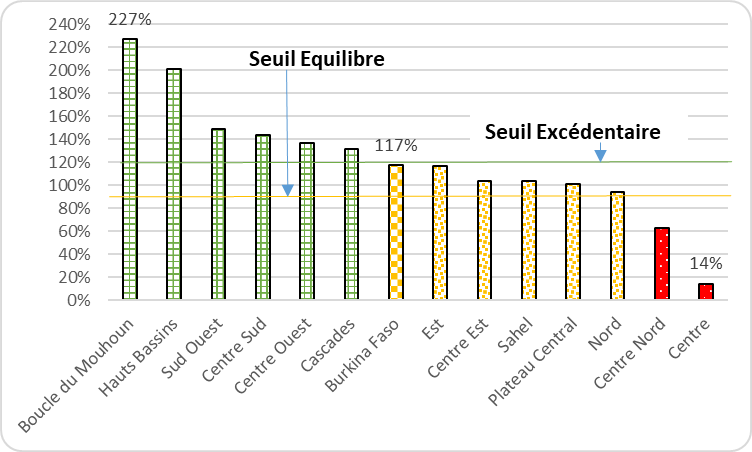 240%
227%
220%
200%
180%
160%
140%
120%
100%
80%
60%
40%
20%
0%
Seuil Equilibre
Seuil Excédentaire
117%
14%
Boucle du Mouhoun
Hauts Bassins
Sud Ouest
Centre Sud
Centre Ouest
Cascades
Burkina Faso
Est
Centre Est
Sahel
Plateau Central
Nord
Centre Nord
Centre